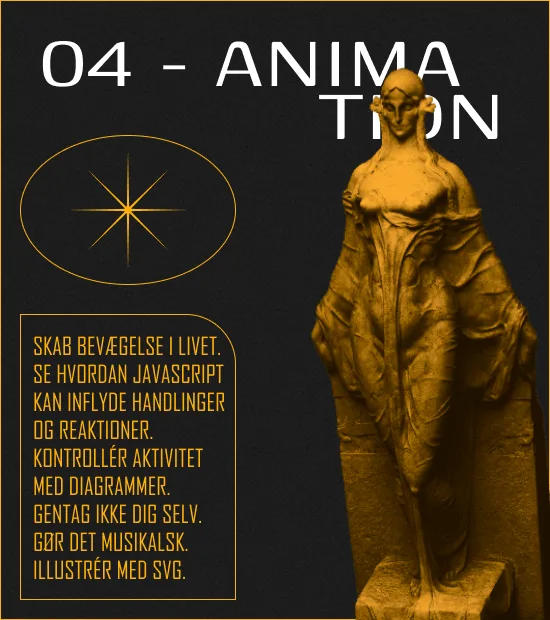 04 - ANIMA
TION
SKAB BEVÆGELSE I LIVET.
SE HVORDAN JAVASCRIPT
KAN INFLYDE HANDLINGER
OG REAKTIONER.
KONTROLLÉR AKTIVITET
MED DIAGRAMMER.
GENTAG IKKE DIG SELV.
GØR DET MUSIKALSK.
ILLUSTRÉR MED SVG.